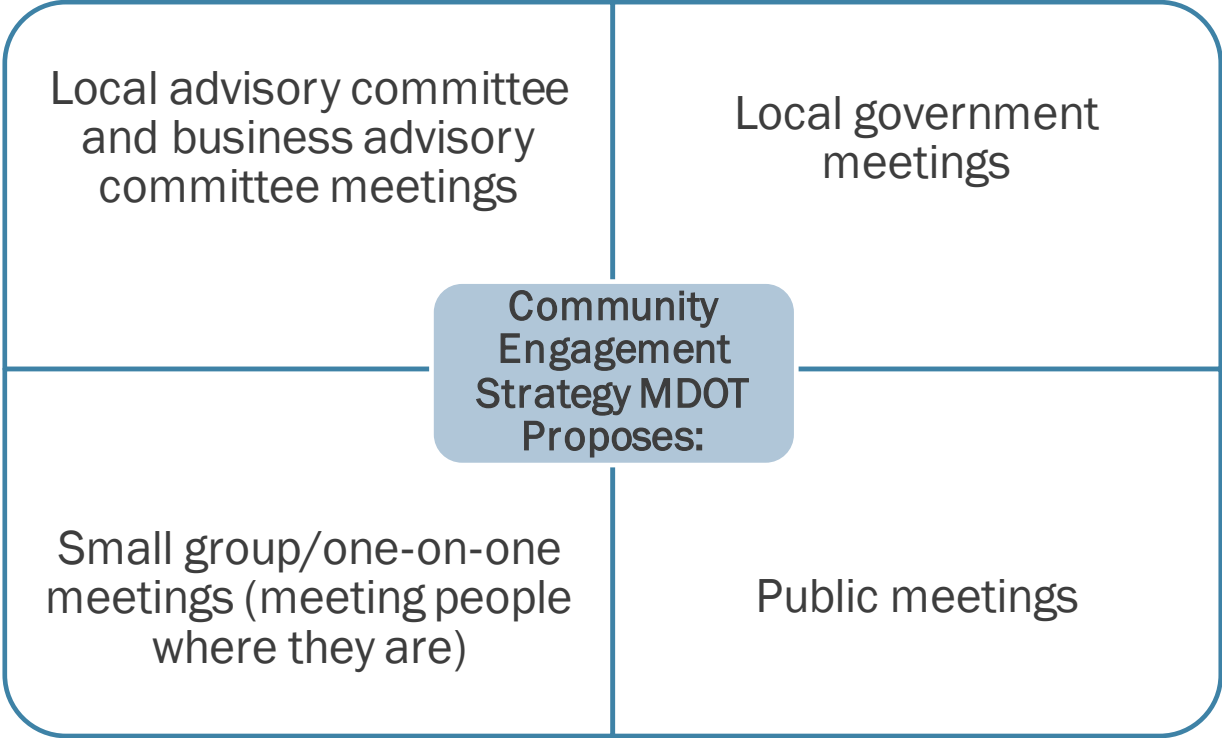 Local advisory committee
and business advisory
committee meetings
Local government
meetings
Community
Engagement
Strategy MDOT
Proposes:
Small group/one-on-one
meetings (meeting people
where they are)
Public meetings